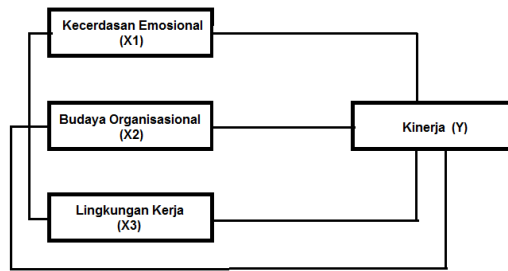 Kecerdasan Emosional
(X1)
Budaya Organisasional
(X2)
Kinerja (Y)
Lingkungan Kerja
(X3)